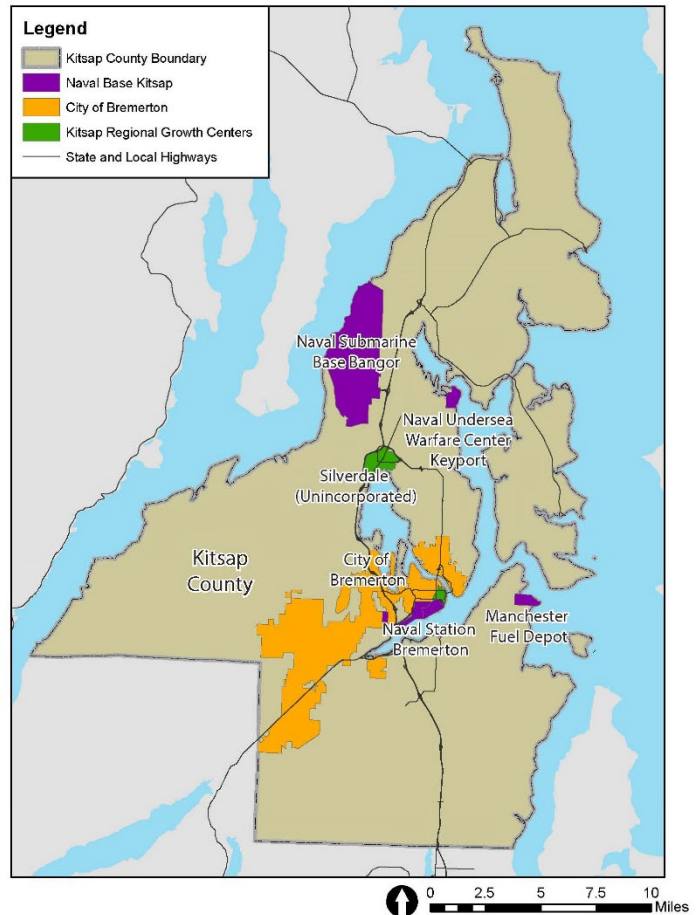 Legend
Kitsap County Boundary
Naval Base Kitsap
City of Bremerton
Kitsap Regional Growth Centers
State and Local Highways
Naval Submarine
Base Bangor
Naval Undersea
Warfare Center
Keyport
Silverdale
(Unincorporated)
Kitsap
County
City of
Bremerton
Naval Station
Bremerton
Manchester
Fuel Depot
0 2.5 5 7.5 10
Miles